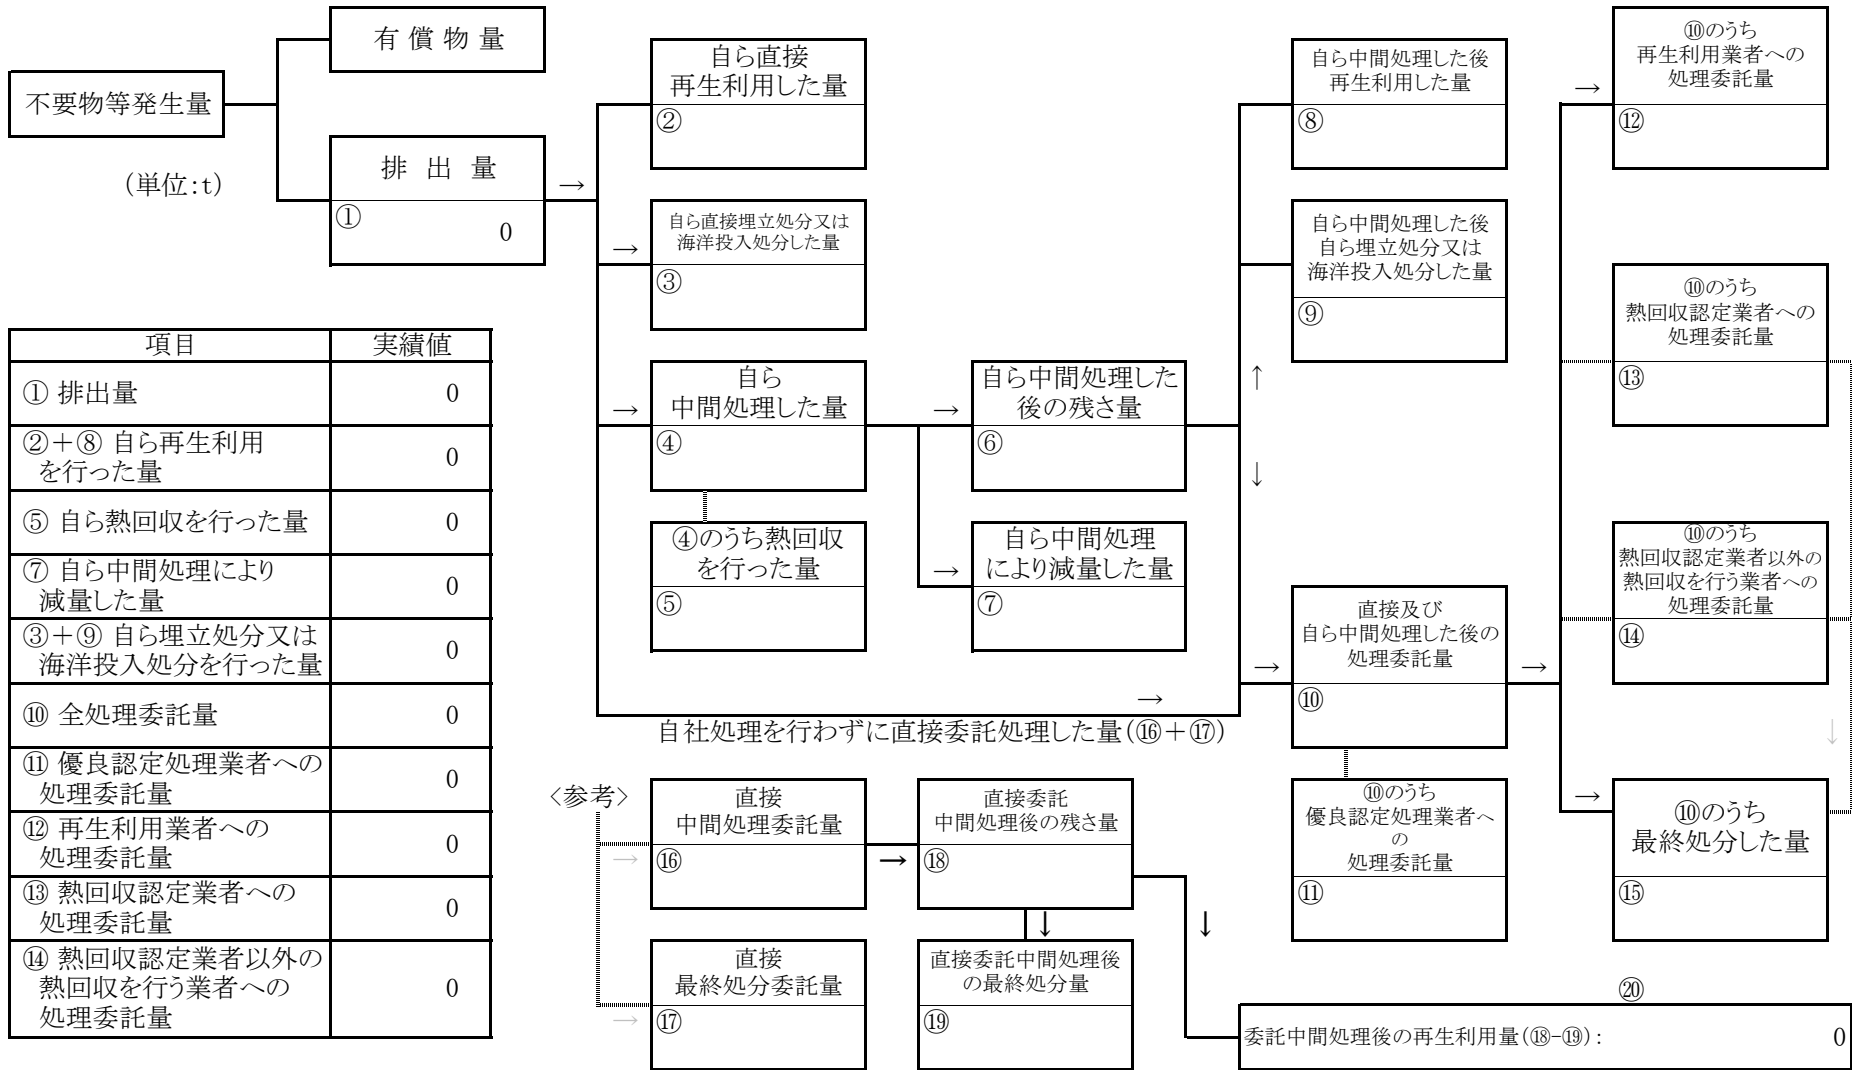 不要物等発生量
(単位:t)
有 償 物 量
排 出 量
①
0
→
自ら直接
再生利用した量
②
→
自ら直接埋立処分又は
海洋投入処分した量
③
→
自ら
中間処理した量
④
④のうち熱回収
を行った量
⑤
→
自ら中間処理した
後の残さ量
⑥
→
自ら中間処理
により減量した量
⑦
↑
↓
自ら中間処理した後
再生利用した量
⑧
自ら中間処理した後
自ら埋立処分又は
海洋投入処分した量
⑨
→
→
自社処理を行わずに直接委託処理した量(⑯+⑰)
直接及び
自ら中間処理した後の
処理委託量
⑩
→
⑩のうち
優良認定処理業者へ
の
処理委託量
⑪
→
⑩のうち
再生利用業者への
処理委託量
⑫
⑩のうち
熱回収認定業者への
処理委託量
⑬
⑩のうち
熱回収認定業者以外の
熱回収を行う業者への
処理委託量
⑭
↓
→
⑩のうち
最終処分した量
⑮
項目 実績値
① 排出量 0
②+⑧ 自ら再生利用
を行った量 0
⑤ 自ら熱回収を行った量 0
⑦ 自ら中間処理により
減量した量 0
③+⑨ 自ら埋立処分又は
海洋投入処分を行った量 0
⑩ 全処理委託量 0
⑪ 優良認定処理業者への
処理委託量 0
⑫ 再生利用業者への
処理委託量 0
⑬ 熱回収認定業者への
処理委託量 0
⑭ 熱回収認定業者以外の
熱回収を行う業者への
処理委託量 0
〈参考〉
→
直接
中間処理委託量
⑯
→
直接委託
中間処理後の残さ量
⑱
↓
↓
→
直接
最終処分委託量
⑰
直接委託中間処理後
の最終処分量
⑲
⑳
委託中間処理後の再生利用量(⑱-⑲): 0